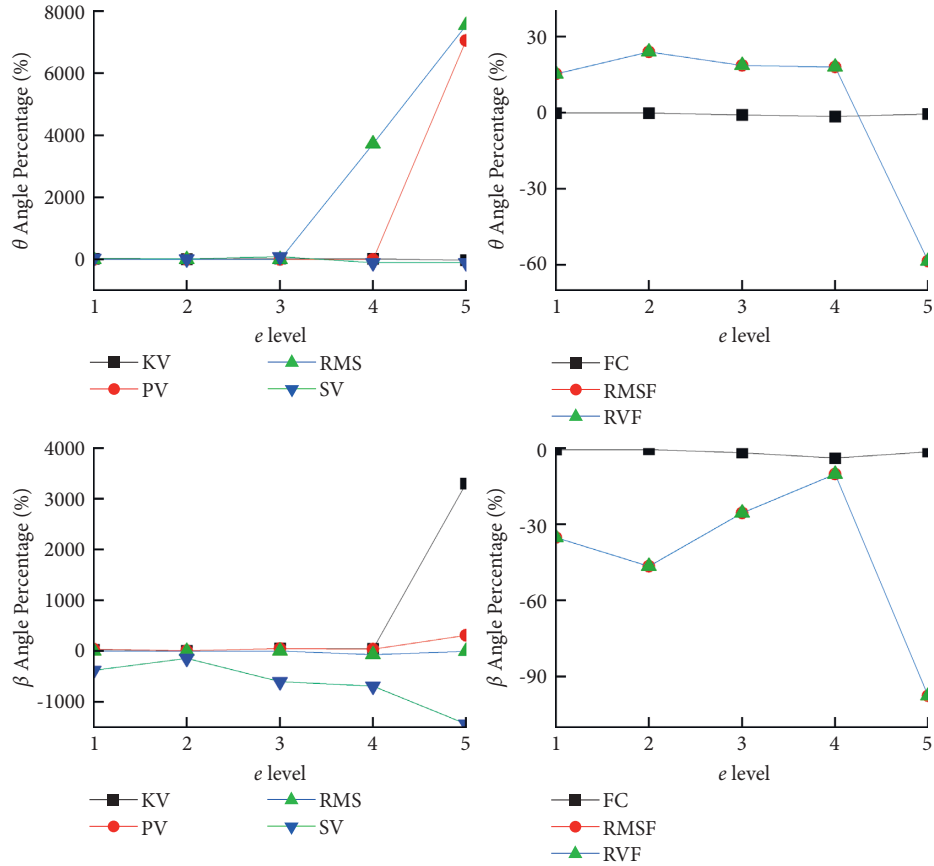 θ Angle Percentage (%)
8000
6000
4000
2000
0
1 2 3 4 5
e level
KV RMS
PV SV
θ Angle Percentage (%)
30
0
-30
-60
1 2 3 4 5
e level
FC
RMSF
RVF
β Angle Percentage (%)
4000
3000
2000
1000
0
-1000
1 2 3 4 5
e level
KV RMS
PV SV
β Angle Percentage (%)
0
-30
-60
-90
1 2 3 4 5
e level
FC
RMSF
RVF